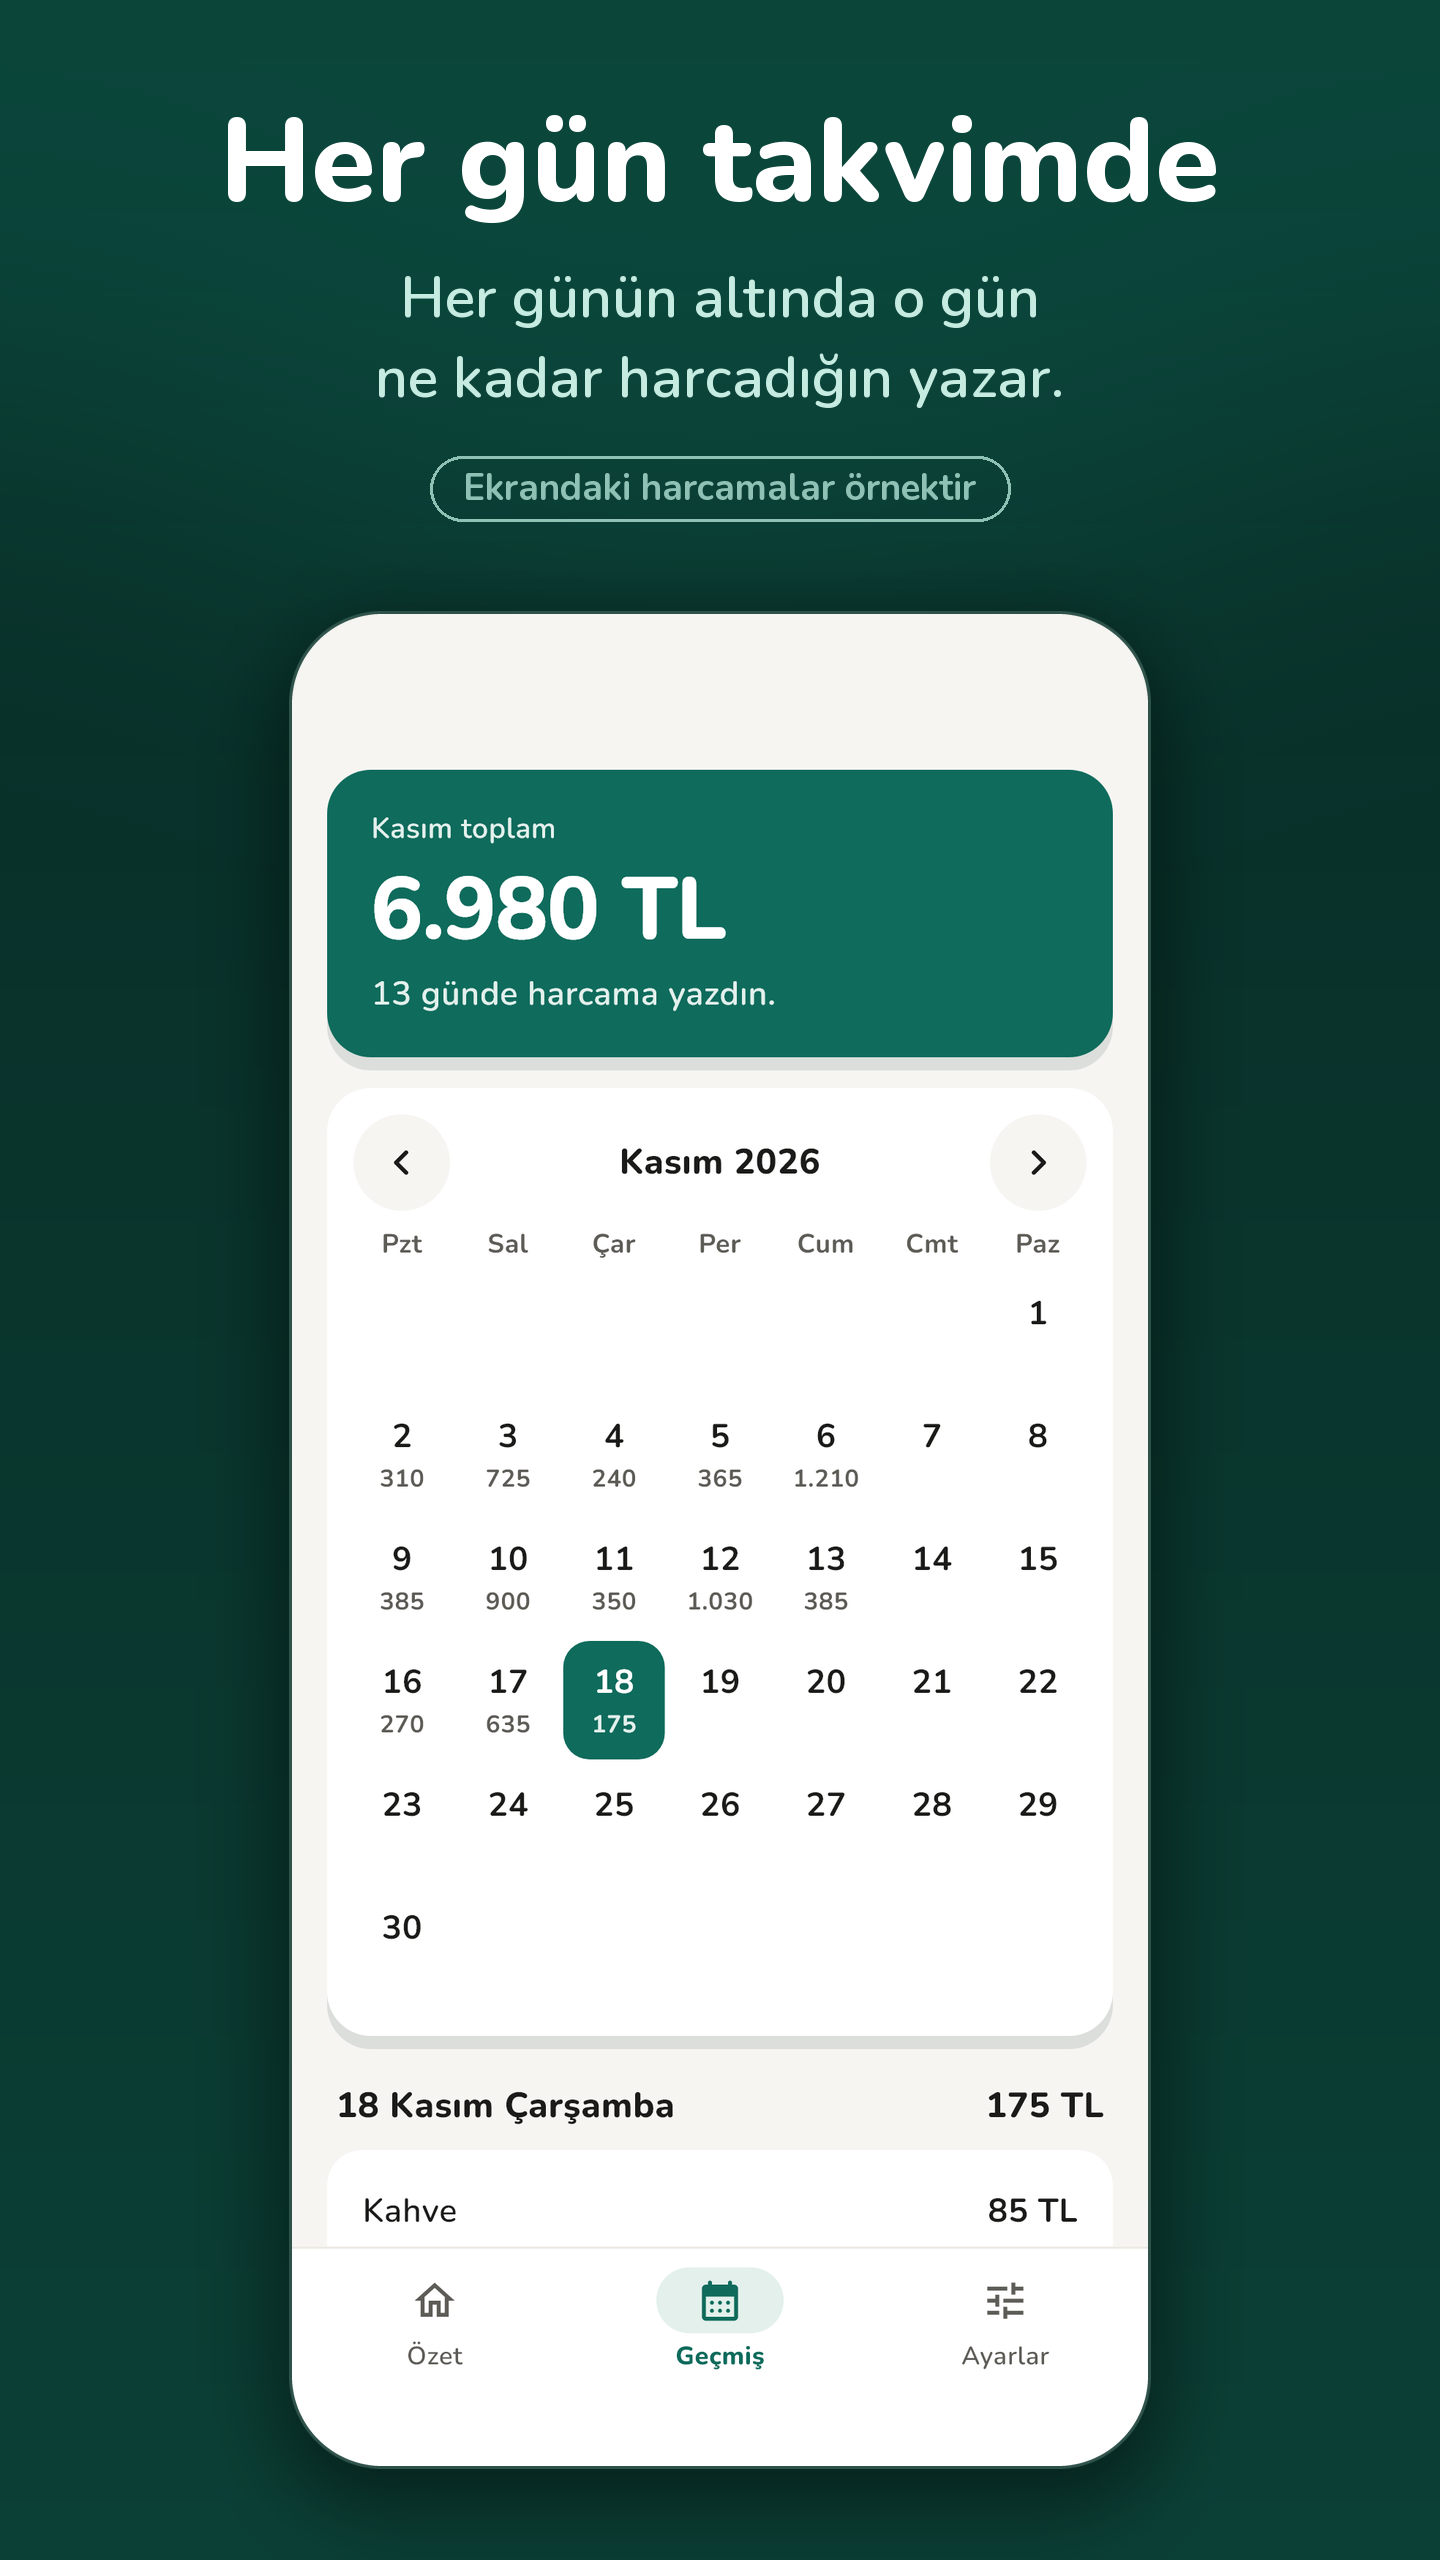 Her gün takvimde
Her günün altında o gün
ne kadar harcadığın yazar.
Ekrandaki harcamalar örnektir
Kasım toplam
6.980 TL
13 günde harcama yazdın.
Kasım 2026
Pzt Sal Çar Per Cum Cmt Paz
1
2 3 4 5 6 7 8
310 725 240 365 1.210
9 10 11 12 13 14 15
385 900 350 1.030 385
16 17 18 19 20 21 22
270 635 175
23 24 25 26 27 28 29
30
18 Kasım Çarşamba 175 TL
Kahve 85 TL
Özet Geçmiş Ayarlar